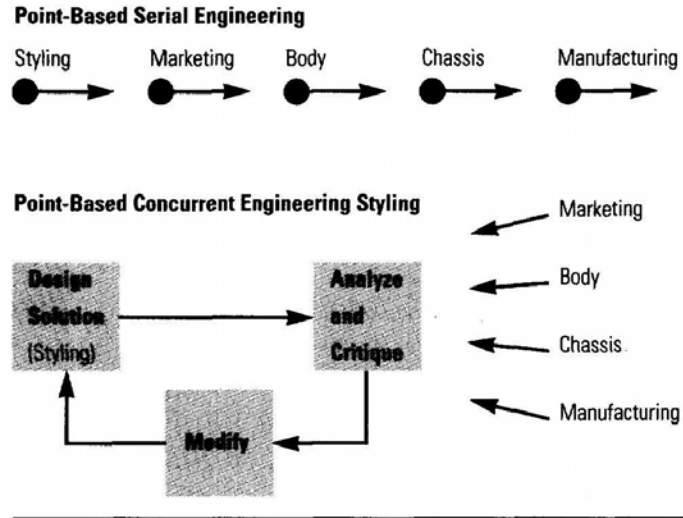 Point-Based Serial Engineering
Styling Marketing Body Chassis Manufacturing
Point-Based Concurrent Engineering Styling
Marketing
Body
Chassis
Manufacturing
Design
Solution
(Styling)
Analyze
and
Critique
Modify